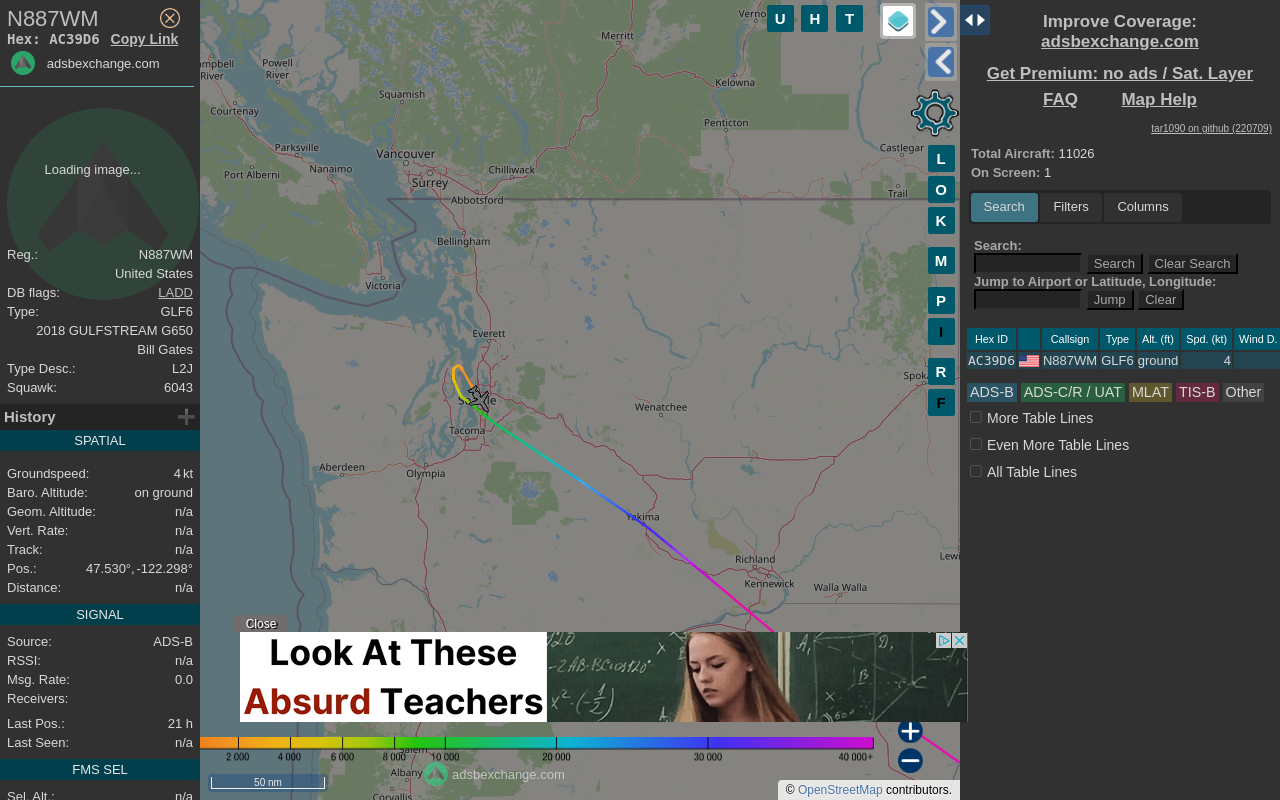 N887WM
Hex: AC39D6 Copy Link
adsbexchange.com
Loading image...
Reg.: N887WM
United States
DB flags: LADD
Type: GLF6
2018 GULFSTREAM G650
Bill Gates
Type Desc.: L2J
Squawk: 6043
History
SPATIAL
Groundspeed: 4 kt
Baro. Altitude: on ground
Geom. Altitude: n/a
Vert. Rate: n/a
Track: n/a
Pos.: 47.530°, -122.298°
Distance: n/a
SIGNAL
Source: ADS-B
RSSI: n/a
Msg. Rate: 0.0
Receivers:
Last Pos.: 21 h
Last Seen: n/a
FMS SEL
Sel. Alt.: n/a
U H T
Merritt
Powell
River
River
Squamish
Kelowna
Courtenay
Penticton
Parksville
Vancouver
Castlegar
Nanaimo
Port Alberni
Chilliwack
Surrey
Abbotsford
Trail
Bellingham
Victoria
Everett
Wenatchee
Tacoma
Aberdeen
Olympia
Yakima
Richland
Kennewick
Walla Walla
L
O
K
M
P
I
R
F
Close
Look At These
Absurd Teachers
2 000 4 000 6 000 8 000 10 000 20 000 30 000 40 000+
Albany
adsbexchange.com
50 nm
Corvallis
© OpenStreetMap contributors.
Improve Coverage:
adsbexchange.com
Get Premium: no ads / Sat. Layer
FAQ Map Help
tar1090 on github (220709)
Total Aircraft: 11026
On Screen: 1
Search Filters Columns
Search:
Search Clear Search
Jump to Airport or Latitude, Longitude:
Jump Clear
Hex ID Callsign Type Alt. (ft) Spd. (kt) Wind D.
AC39D6 N887WM GLF6 ground 4
ADS-B ADS-C/R / UAT MLAT TIS-B Other
More Table Lines
Even More Table Lines
All Table Lines